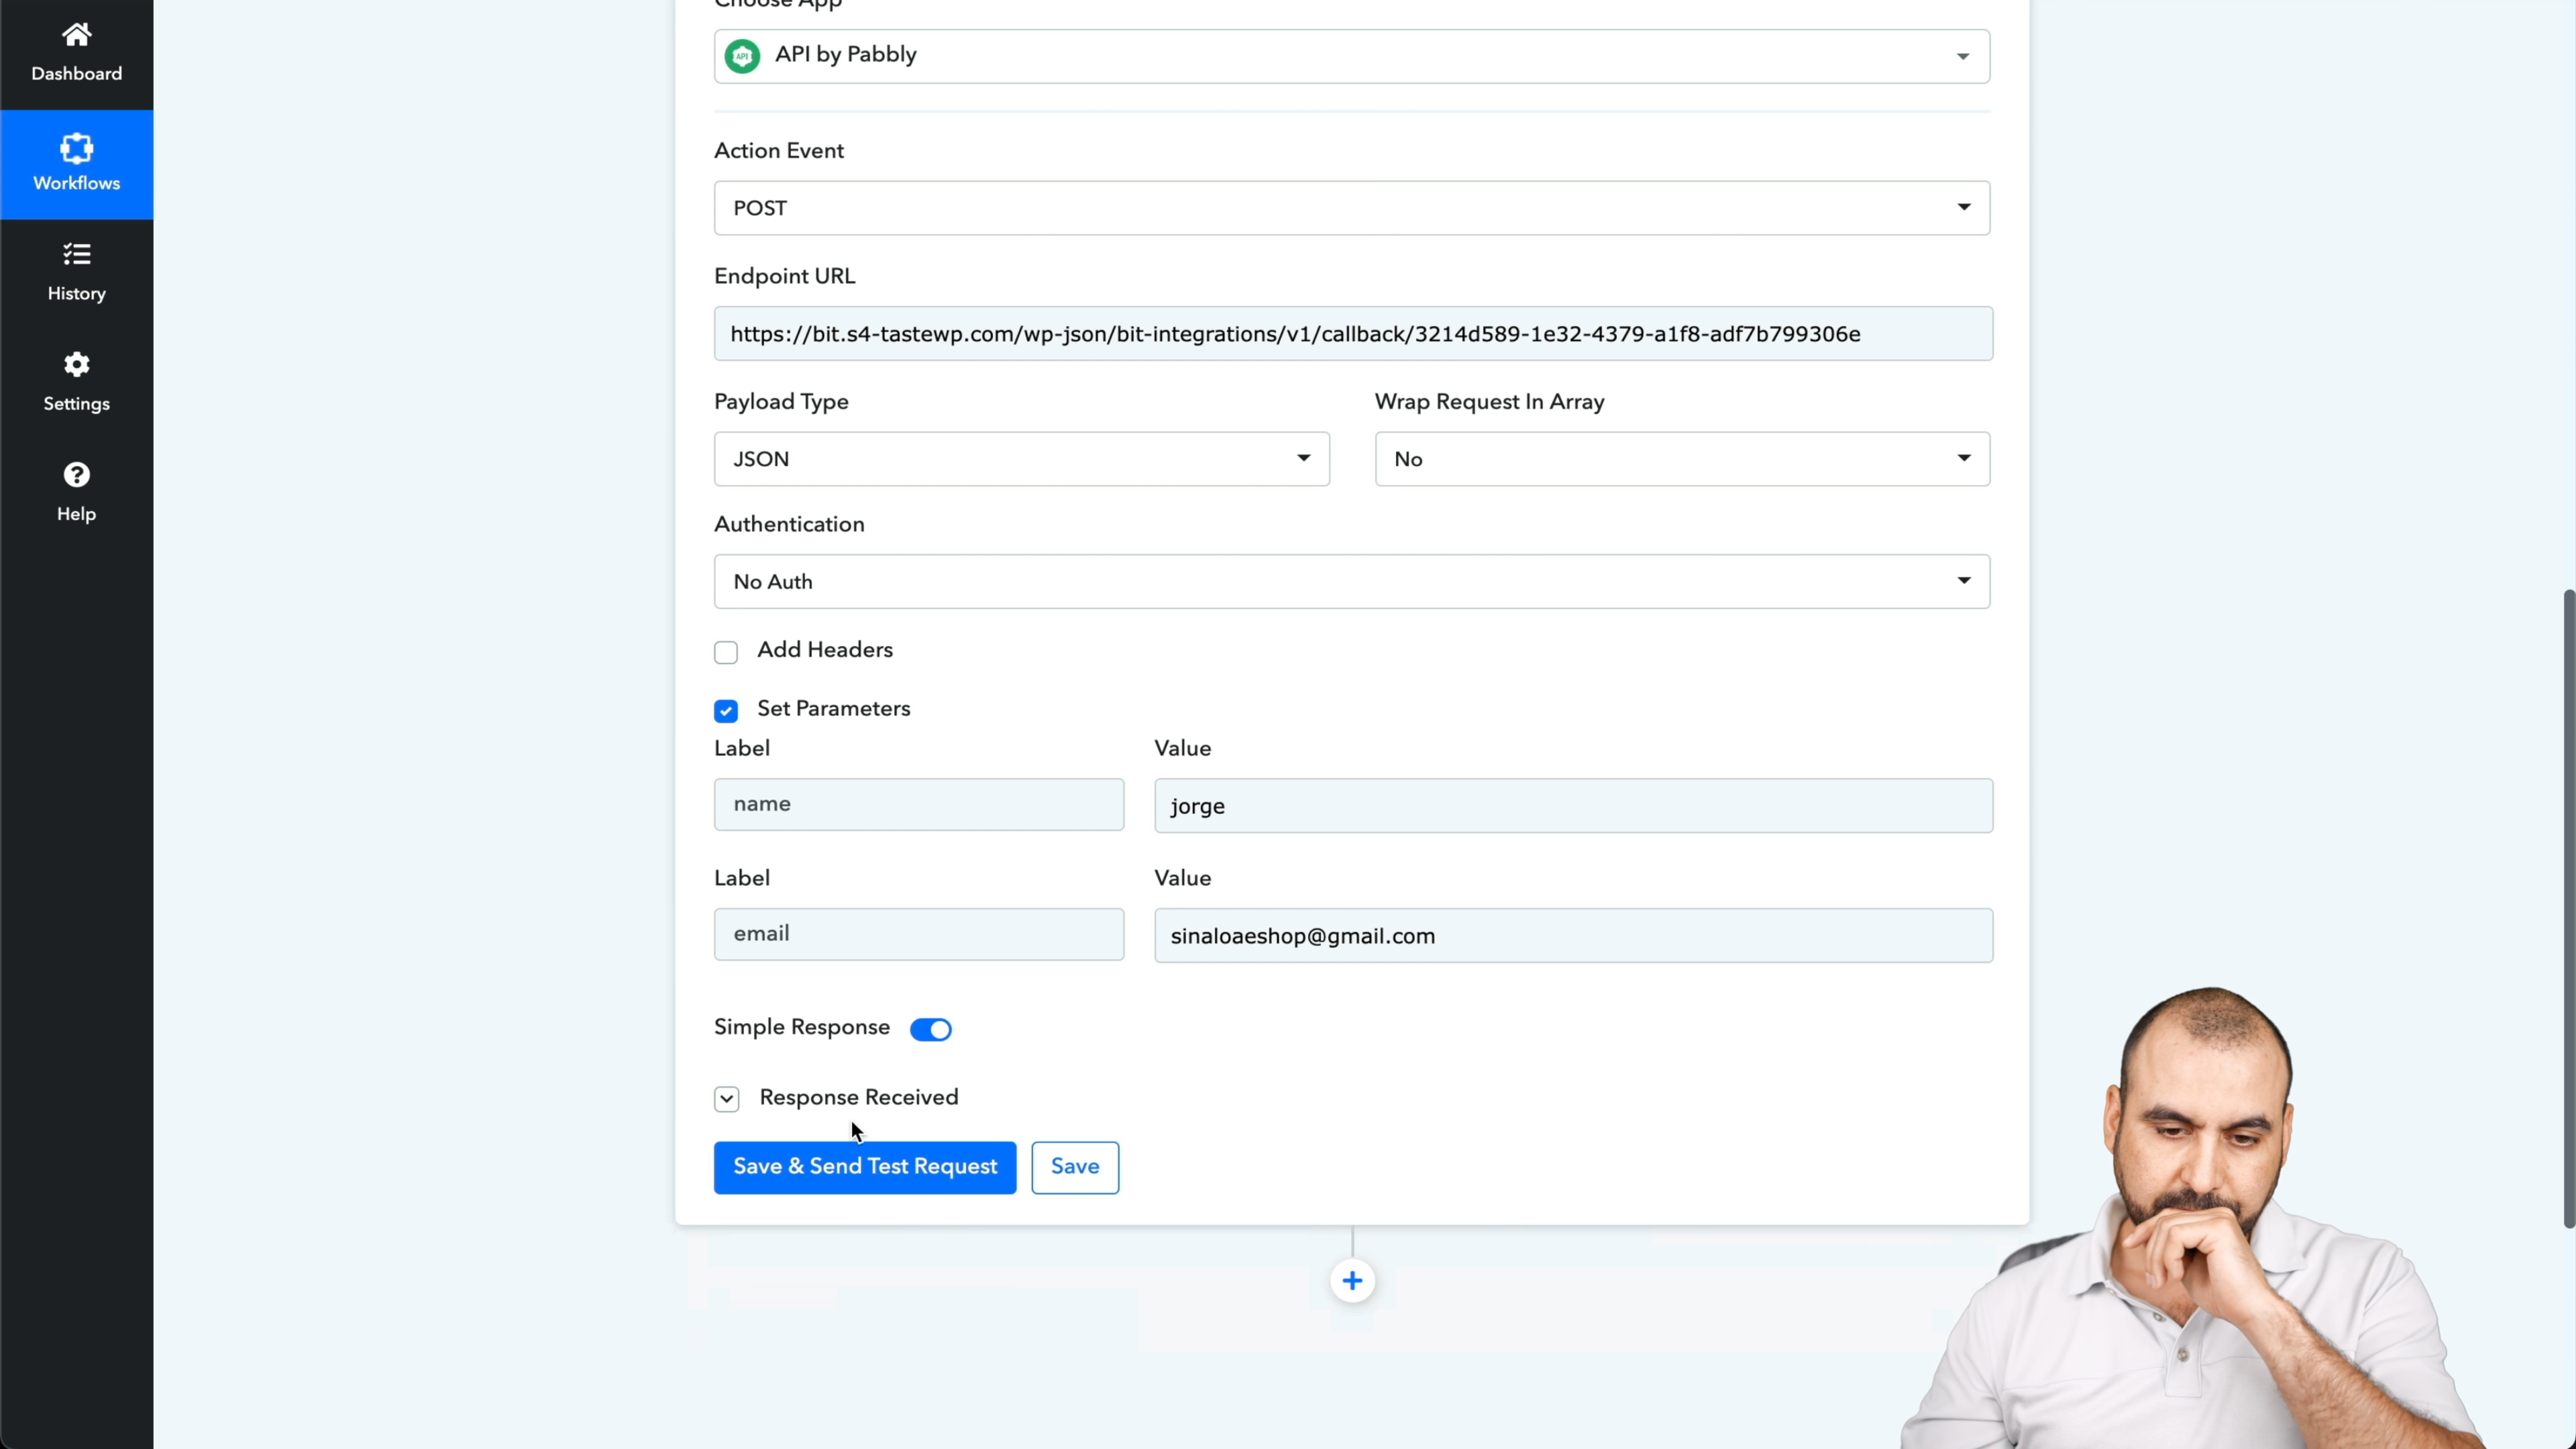 Choose App
API by Pabbly
Dashboard
Workflows
History
Settings
Help
Action Event
POST
Endpoint URL
https://bit.s4-tastewp.com/wp-json/bit-integrations/v1/callback/3214d589-1e32-4379-a1f8-adf7b799306e
Payload Type
Wrap Request In Array
JSON
No
Authentication
No Auth
Add Headers
Set Parameters
Label
Value
name
jorge
Label
Value
email
sinaloaeshop@gmail.com
Simple Response
Response Received
Save & Send Test Request
Save